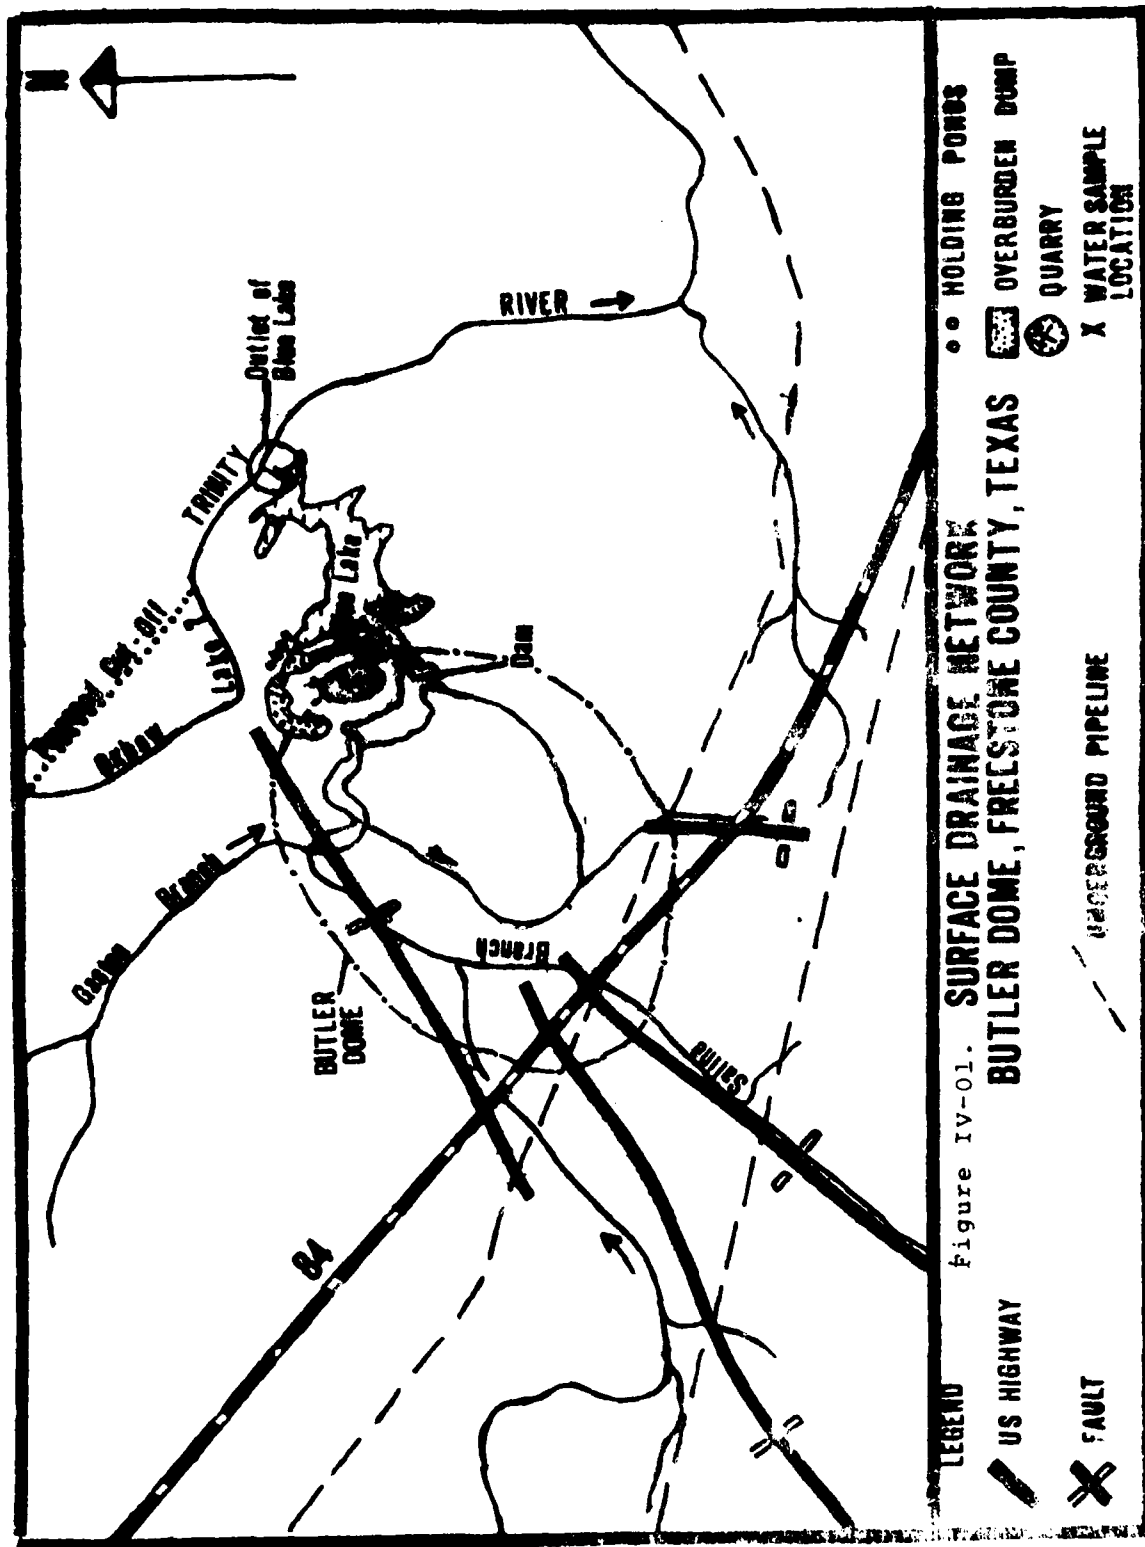 N
TRINITY
Outlet of
Blue Lake
RIVER
Cut-Off
Oxbow
Lake ?
Lake
Dam
Branch
BUTLER
DOME
Branch
Saline
84
Figure IV-01. SURFACE DRAINAGE NETWORK
BUTLER DOME, FREESTONE COUNTY, TEXAS
LEGEND
US HIGHWAY
FAULT
UNDERGROUND PIPELINE
HOLDING PONDS
OVERBURDEN DUMP
QUARRY
X WATER SAMPLE
LOCATION